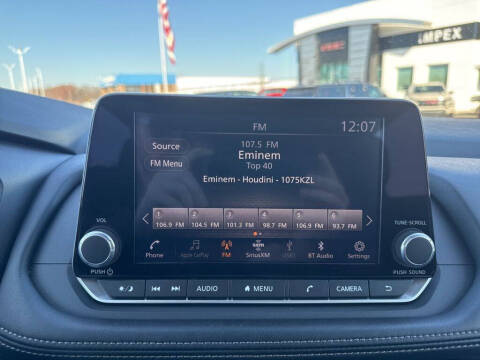 IMPEX
FM 12:07
Source
FM Menu
107.5 FM
Eminem
Top 40
Eminem - Houdini - 1075KZL
1 2 3 4 5 6
106.9 FM 104.5 FM 101.3 FM 98.7 FM 106.9 FM 93.7 FM
Phone Apple CarPlay FM SiriusXM USB1 BT Audio Settings
VOL
PUSH
TUNE·SCROLL
PUSH SOUND
AUDIO MENU CAMERA